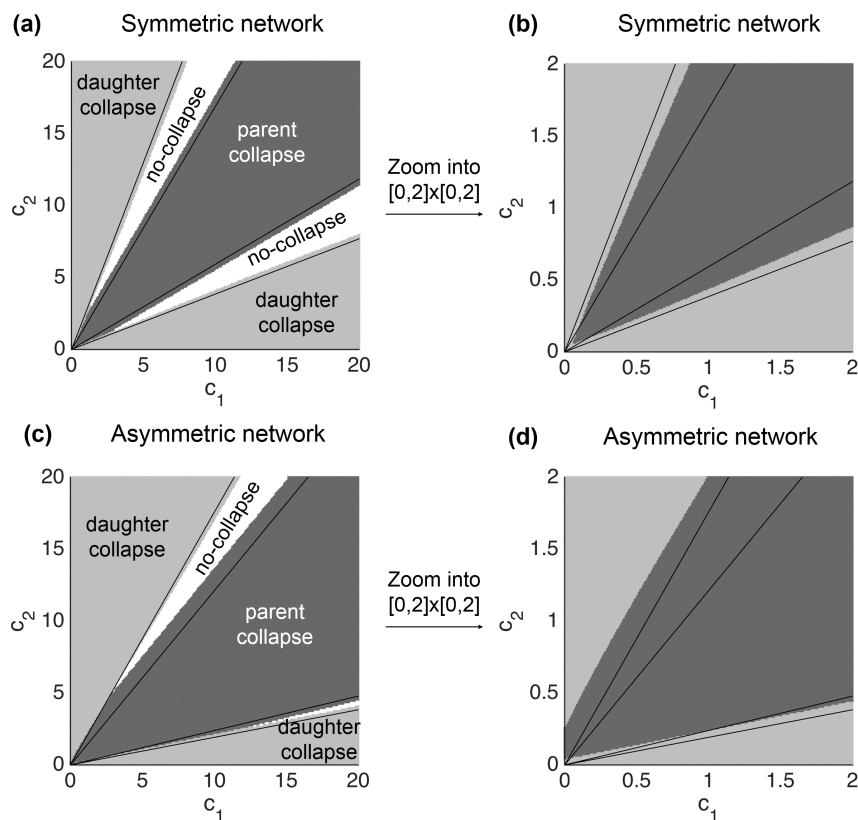 (a) Symmetric network
(b) Symmetric network
20
15
10
5
0
c2
daughter
collapse
no-collapse
parent
collapse
no-collapse
daughter
collapse
0 5 10 15 20
c1
Zoom into
[0,2]x[0,2]
2
1.5
1
0.5
0
c2
0 0.5 1 1.5 2
c1
(c) Asymmetric network
(d) Asymmetric network
20
15
10
5
0
c2
daughter
collapse
no-collapse
parent
collapse
daughter
collapse
0 5 10 15 20
c1
Zoom into
[0,2]x[0,2]
2
1.5
1
0.5
0
c2
0 0.5 1 1.5 2
c1